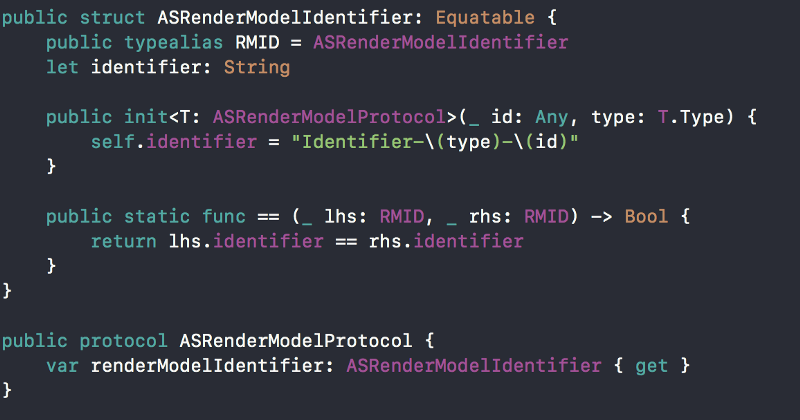 public struct ASRenderModelIdentifier: Equatable {
    public typealias RMID = ASRenderModelIdentifier
    let identifier: String
    public init<T: ASRenderModelProtocol>(_ id: Any, type: T.Type) {
        self.identifier = "Identifier-\(type)-\(id)"
    }
    public static func == (_ lhs: RMID, _ rhs: RMID) -> Bool {
        return lhs.identifier == rhs.identifier
    }
}
public protocol ASRenderModelProtocol {
    var renderModelIdentifier: ASRenderModelIdentifier { get }
}